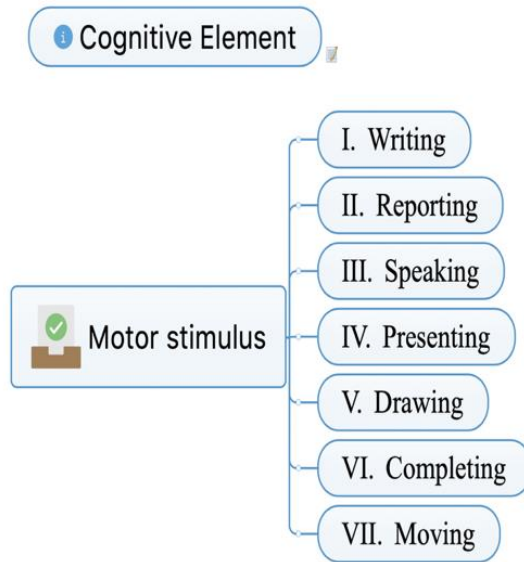 Cognitive Element
I. Writing
II. Reporting
III. Speaking
Motor stimulus
IV. Presenting
V. Drawing
VI. Completing
VII. Moving